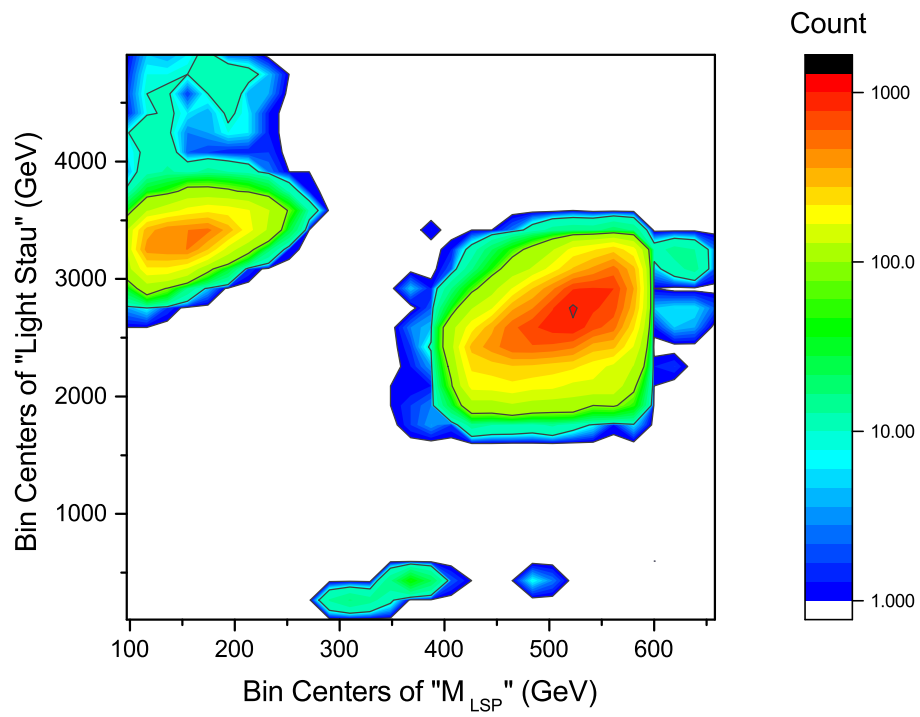 Count
1000
100.0
10.00
1.000
Bin Centers of "Light Stau" (GeV)
4000
3000
2000
1000
100 200 300 400 500 600
Bin Centers of "M LSP" (GeV)